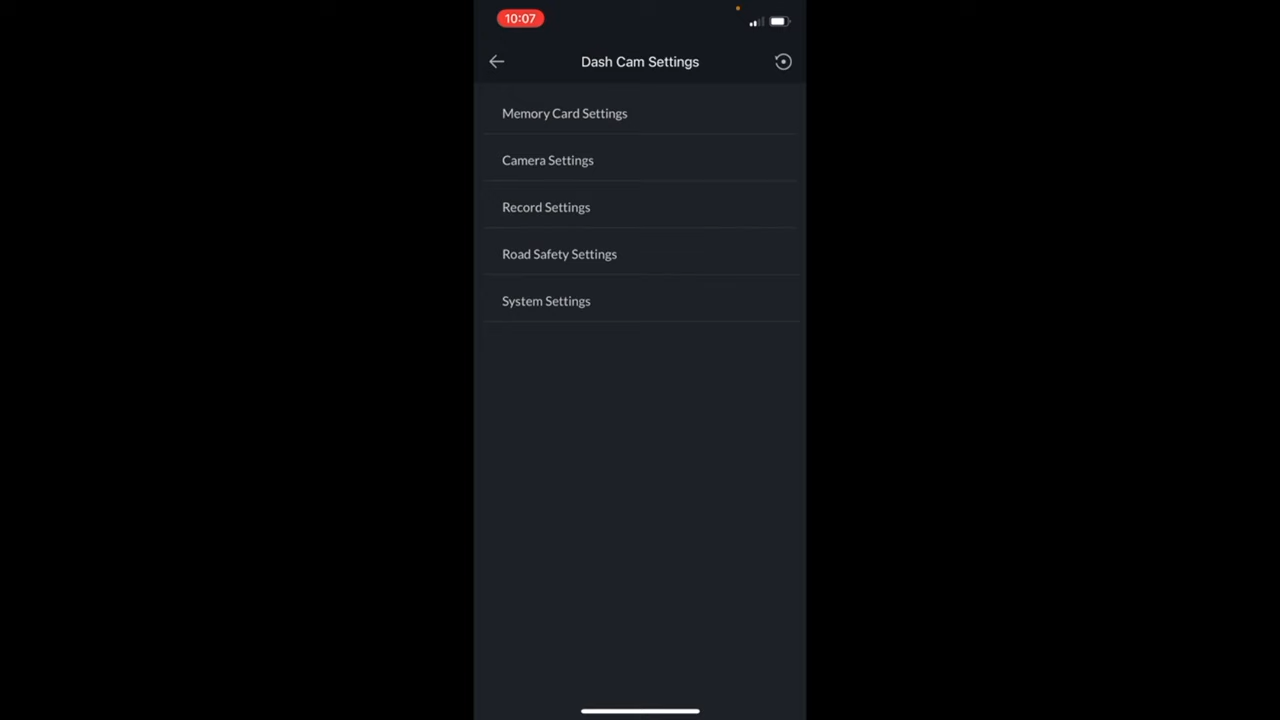 10:07
Dash Cam Settings
Memory Card Settings
Camera Settings
Record Settings
Road Safety Settings
System Settings